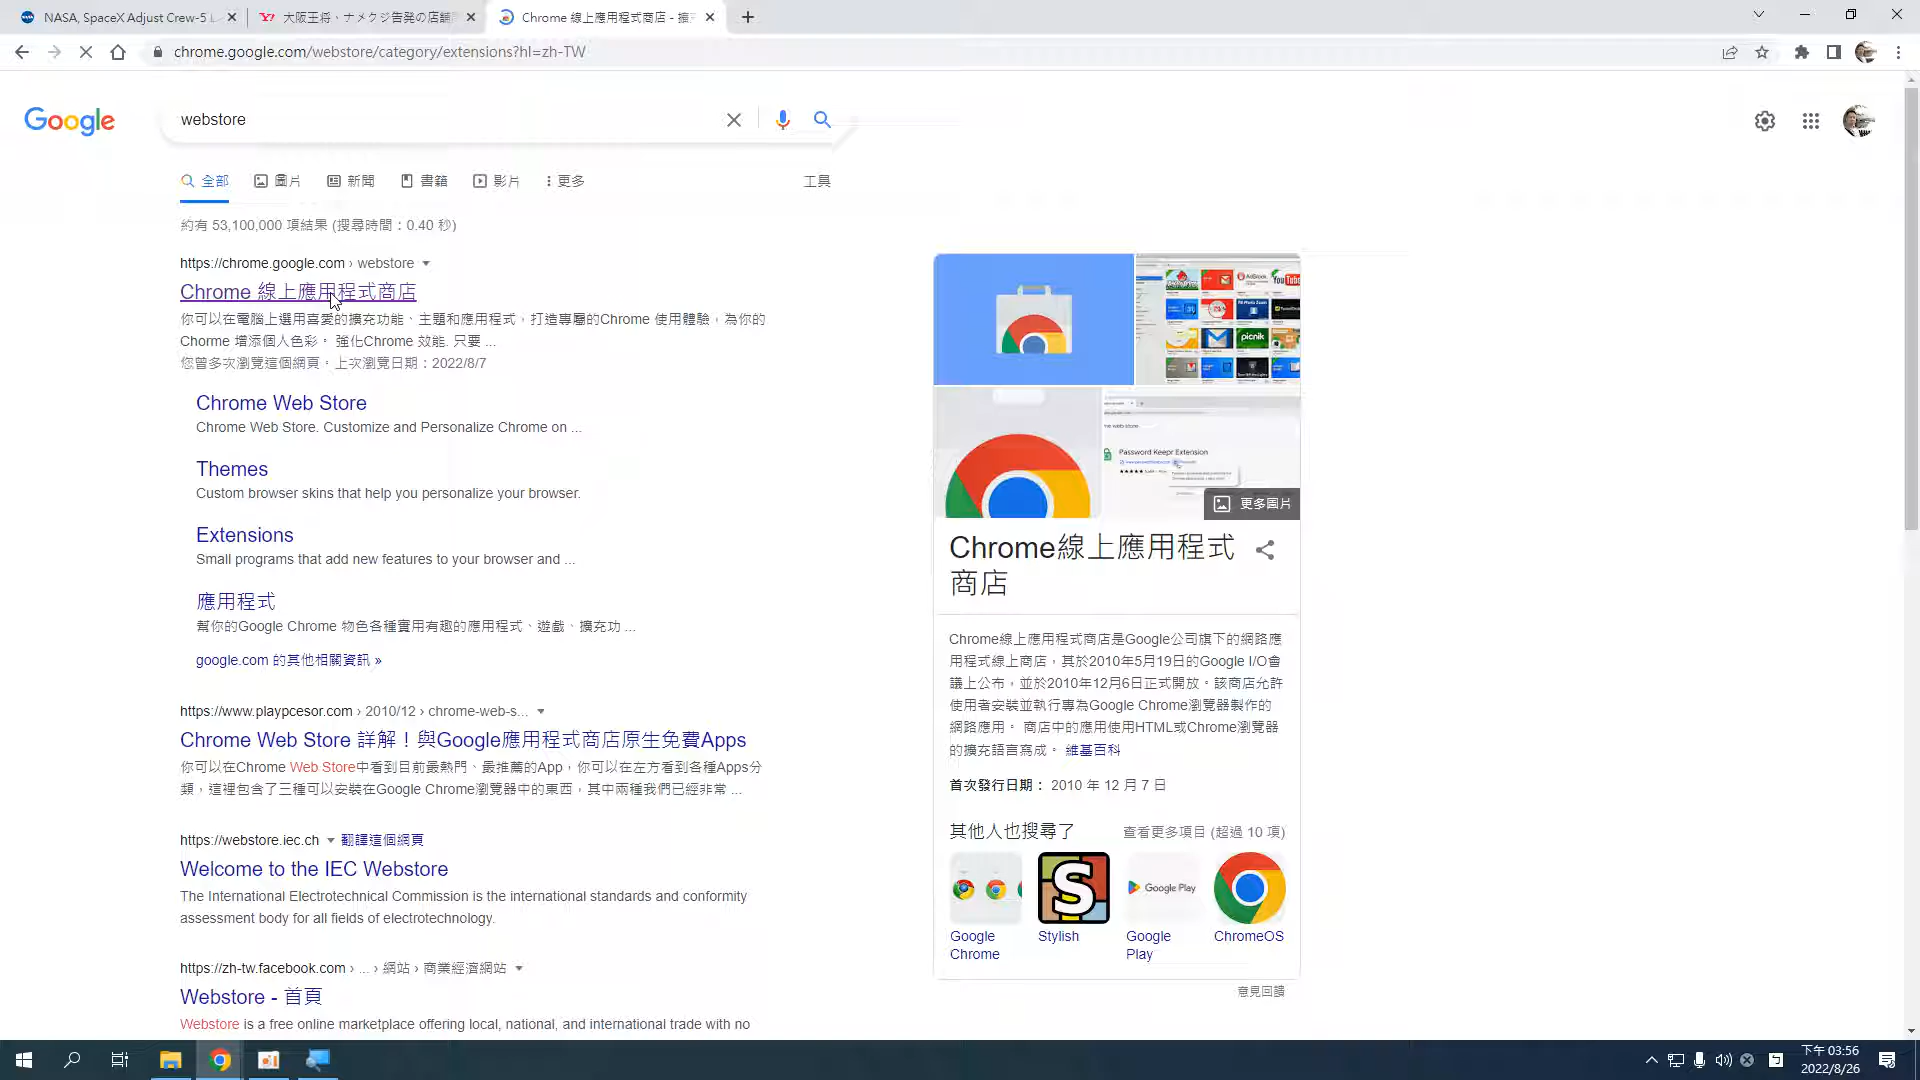 NASA, SpaceX Adjust Crew-5 L
大阪王将、ナメクジ告発の店舗
Chrome 線上應用程式商店 - 擴
chrome.google.com/webstore/category/extensions?hl=zh-TW
Google
webstore
全部
圖片
新聞
書籍
影片
更多
工具
約有 53,100,000 項結果 (搜尋時間：0.40 秒)
https://chrome.google.com › webstore
Chrome 線上應用程式商店
你可以在電腦上選用喜愛的擴充功能、主題和應用程式，打造專屬的Chrome 使用體驗，為你的
Chorme 增添個人色彩。 強化Chrome 效能. 只要 ...
您曾多次瀏覽這個網頁。上次瀏覽日期：2022/8/7
Chrome Web Store
Chrome Web Store. Customize and Personalize Chrome on ...
Themes
Custom browser skins that help you personalize your browser.
Extensions
Small programs that add new features to your browser and ...
應用程式
幫你的Google Chrome 物色各種實用有趣的應用程式、遊戲、擴充功 ...
google.com 的其他相關資訊 »
https://www.playpcesor.com › 2010/12 › chrome-web-s...
Chrome Web Store 詳解！與Google應用程式商店原生免費Apps
你可以在Chrome Web Store中看到目前最熱門、最推薦的App，你可以在左方看到各種Apps分
類，這裡包含了三種可以安裝在Google Chrome瀏覽器中的東西，其中兩種我們已經非常 ...
https://webstore.iec.ch 翻譯這個網頁
Welcome to the IEC Webstore
The International Electrotechnical Commission is the international standards and conformity
assessment body for all fields of electrotechnology.
https://zh-tw.facebook.com › ... › 網站 › 商業經濟網站
Webstore - 首頁
Webstore is a free online marketplace offering local, national, and international trade with no
picnik
Password Keepr Extension
更多圖片
Chrome線上應用程式
商店
Chrome線上應用程式商店是Google公司旗下的網路應
用程式線上商店，其於2010年5月19日的Google I/O會
議上公布，並於2010年12月6日正式開放。該商店允許
使用者安裝並執行專為Google Chrome瀏覽器製作的
網路應用。 商店中的應用使用HTML或Chrome瀏覽器
的擴充語言寫成。 維基百科
首次發行日期： 2010 年 12 月 7 日
其他人也搜尋了
查看更多項目 (超過 10 項)
Google Play
Google
Chrome
Stylish
Google
Play
ChromeOS
意見回饋
下午 03:56
2022/8/26